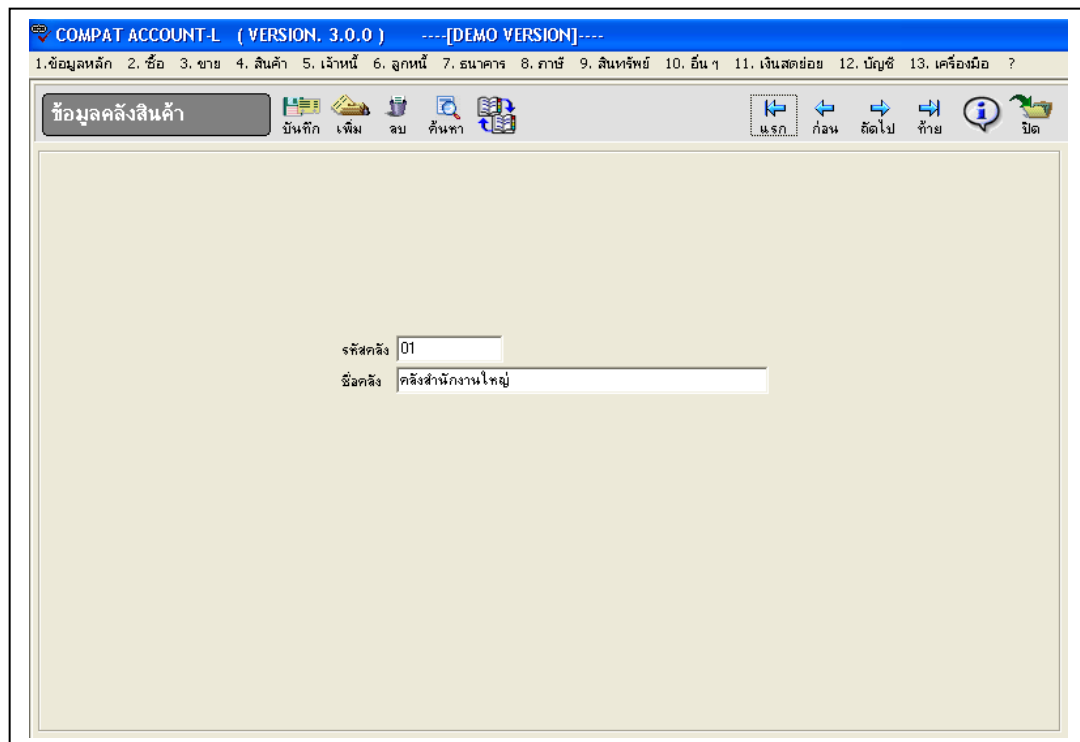 COMPAT ACCOUNT-L ( VERSION. 3.0.0 ) ----[DEMO VERSION]----
1.ข้อมูลหลัก 2. ซื้อ 3. ขาย 4. สินค้า 5. เจ้าหนี้ 6. ลูกหนี้ 7. ธนาคาร 8. ภาษี 9. สินทรัพย์ 10. อื่น ๆ 11. เงินสดย่อย 12. บัญชี 13. เครื่องมือ ?
ข้อมูลคลังสินค้า
บันทึก เพิ่ม ลบ ค้นหา แรก ก่อน ถัดไป ท้าย ปิด
รหัสคลัง 01
ชื่อคลัง คลังสำนักงานใหญ่